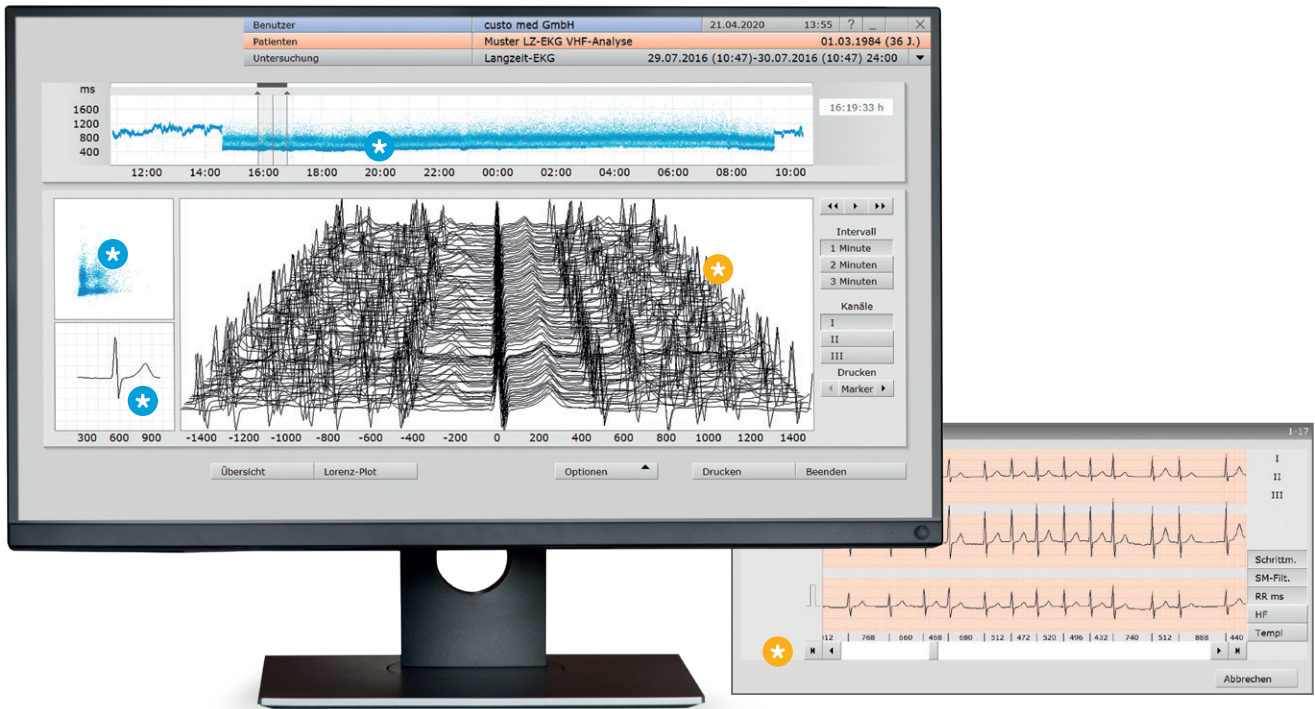 Benutzer custo med GmbH 21.04.2020 13:55 ? _ X
Patienten Muster LZ-EKG VHF-Analyse 01.03.1984 (36 J.)
Untersuchung Langzeit-EKG 29.07.2016 (10:47)-30.07.2016 (10:47) 24:00
ms
1600
1200
800
400
16:19:33 h
12:00 14:00 16:00 18:00 20:00 22:00 00:00 02:00 04:00 06:00 08:00 10:00
Intervall
1 Minute
2 Minuten
3 Minuten
Kanäle
I
II
III
Drucken
Marker
300 600 900
-1400 -1200 -1000 -800 -600 -400 -200 0 200 400 600 800 1000 1200 1400
Übersicht Lorenz-Plot Optionen Drucken Beenden
1-17
I
II
III
Schrittm.
SM-Filt.
RR ms
HF
Templ
768 660 468 680 512 472 520 496 432 740 512 888 440
Abbrechen